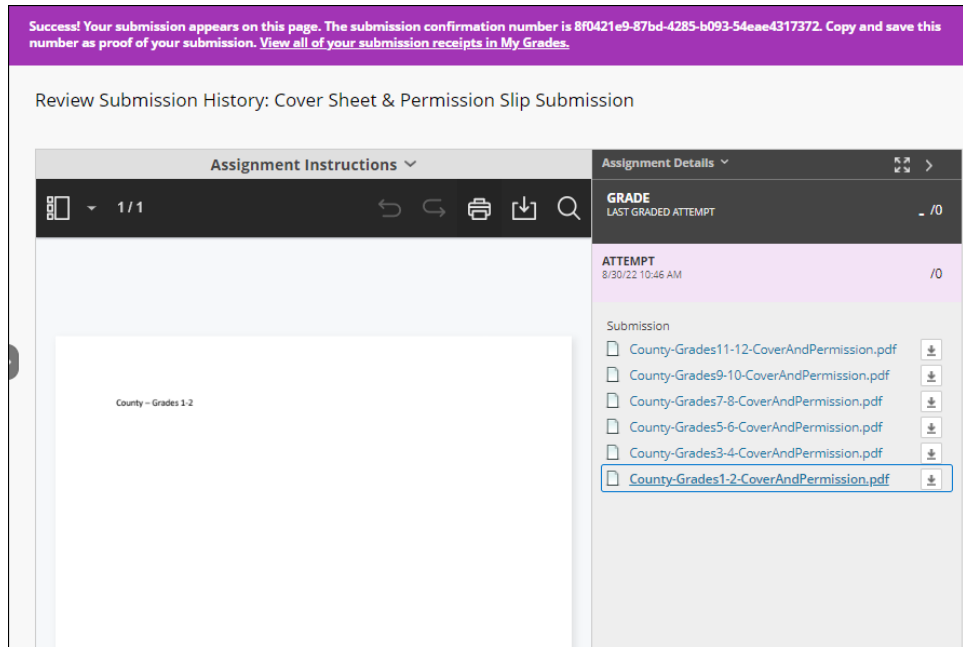 Success! Your submission appears on this page. The submission confirmation number is 8f0421e9-87bd-4285-b093-54eae4317372. Copy and save this
number as proof of your submission. View all of your submission receipts in My Grades.
Review Submission History: Cover Sheet & Permission Slip Submission
Assignment Instructions
1/1
County – Grades 1-2
Assignment Details
GRADE
LAST GRADED ATTEMPT
- /0
ATTEMPT
8/30/22 10:46 AM
/0
Submission
County-Grades11-12-CoverAndPermission.pdf
County-Grades9-10-CoverAndPermission.pdf
County-Grades7-8-CoverAndPermission.pdf
County-Grades5-6-CoverAndPermission.pdf
County-Grades3-4-CoverAndPermission.pdf
County-Grades1-2-CoverAndPermission.pdf